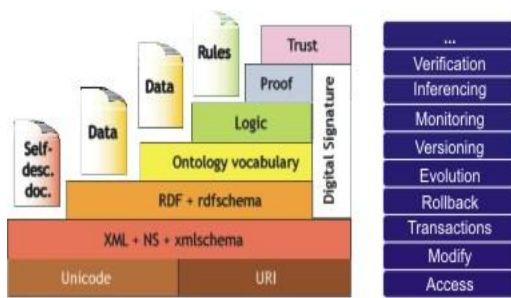 Rules
Trust
Data
Proof
Data
Logic
Self-
desc.
doc.
Ontology vocabulary
Digital Signature
RDF + rdfschema
XML + NS + xmlschema
Unicode
URI
...
Verification
Inferencing
Monitoring
Versioning
Evolution
Rollback
Transactions
Modify
Access